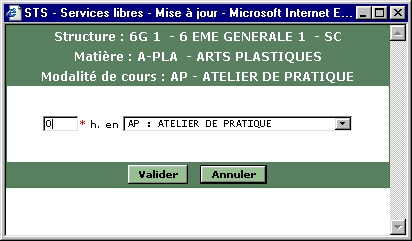 STS - Services libres - Mise à jour - Microsoft Internet E...
Structure : 6G 1 - 6 EME GENERALE 1 - SC
Matière : A-PLA - ARTS PLASTIQUES
Modalité de cours : AP - ATELIER DE PRATIQUE
0 * h. en AP : ATELIER DE PRATIQUE
Valider Annuler